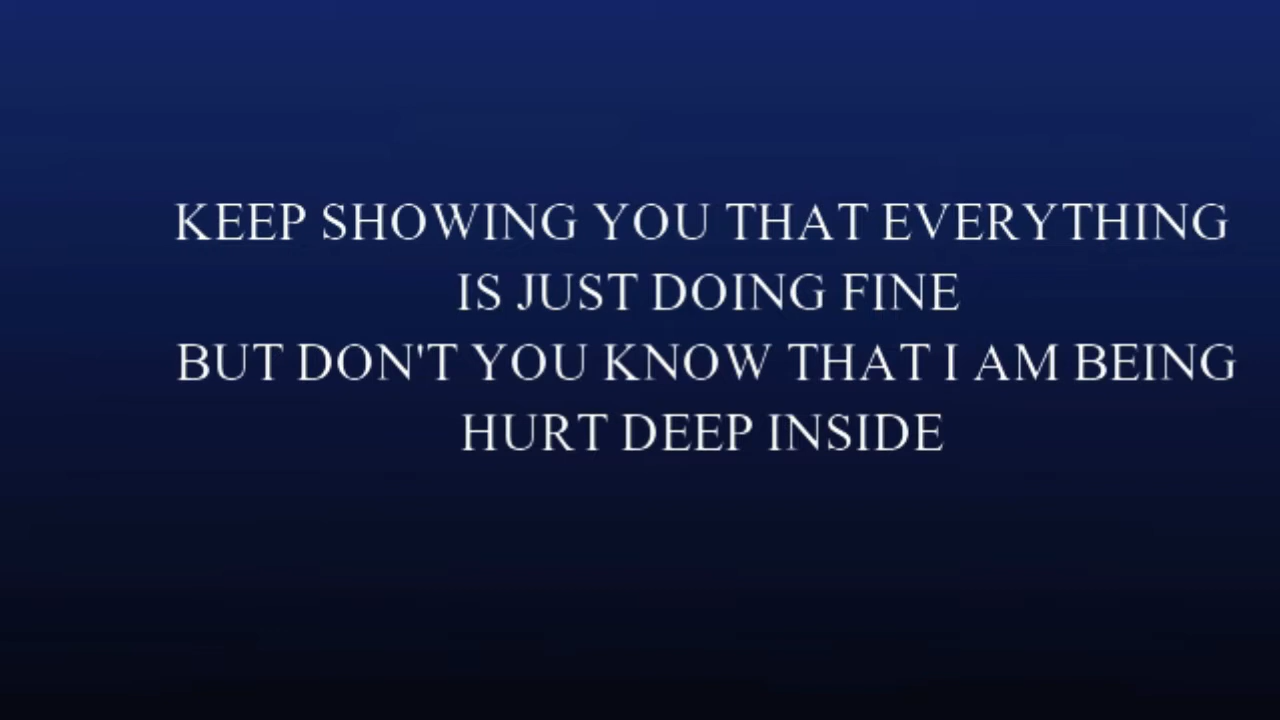 KEEP SHOWING YOU THAT EVERYTHING
IS JUST DOING FINE
BUT DON'T YOU KNOW THAT I AM BEING
HURT DEEP INSIDE